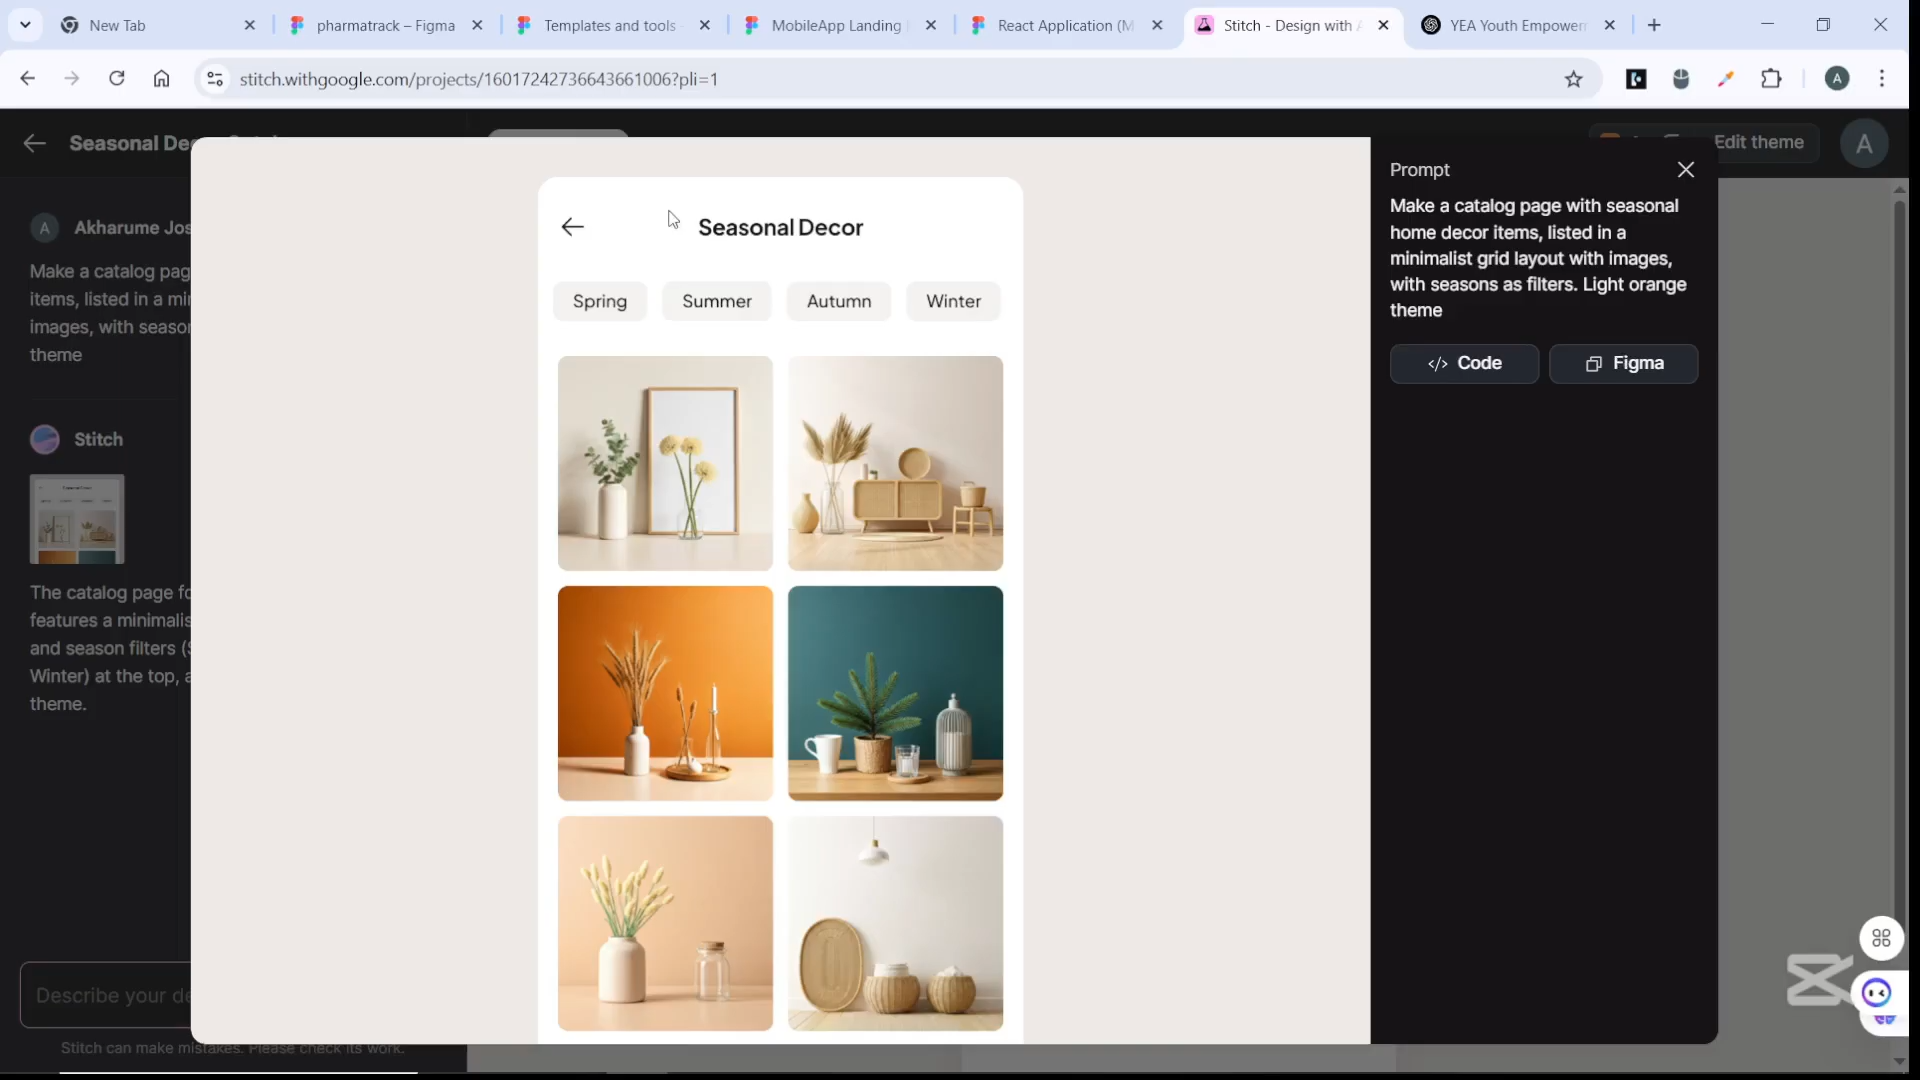 New Tab
pharmatrack – Figma
Templates and tools
MobileApp Landing
React Application (M
Stitch - Design with A
YEA Youth Empower
stitch.withgoogle.com/projects/16017242736643661006?pli=1
A
Seasonal De
Edit theme
A
A
Akharume Jos
Make a catalog pag
items, listed in a mi
images, with season
theme
Stitch
The catalog page fo
features a minimalis
and season filters (S
Winter) at the top, a
theme.
Describe your de
Stitch can make mistakes. Please check its work.
Seasonal Decor
Spring
Summer
Autumn
Winter
Prompt
Make a catalog page with seasonal
home decor items, listed in a
minimalist grid layout with images,
with seasons as filters. Light orange
theme
</> Code
Figma